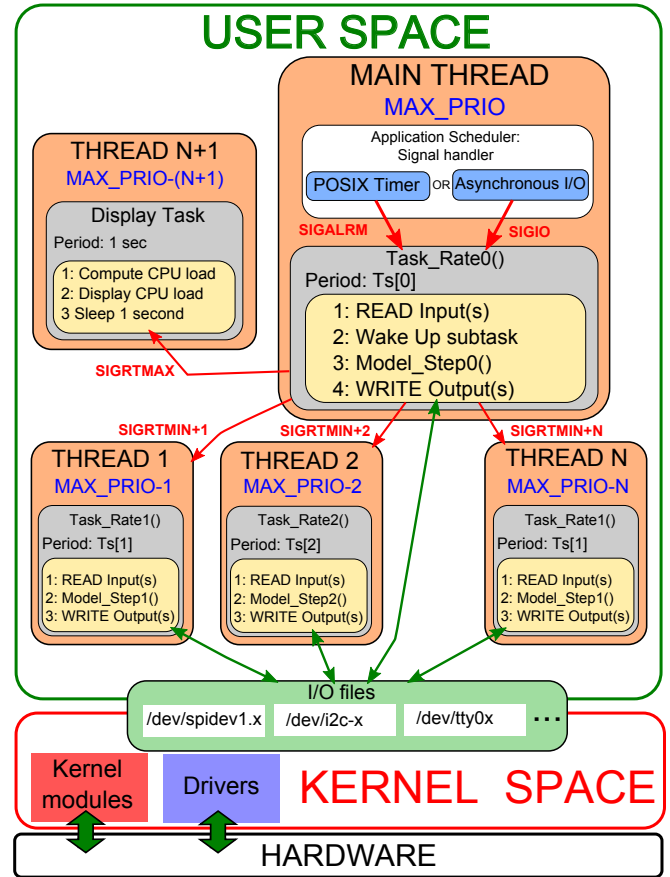 USER SPACE
MAIN THREAD
MAX_PRIO
Application Scheduler:
Signal handler
POSIX Timer
OR
Asynchronous I/O
SIGALRM
SIGIO
Task_Rate0()
Period: Ts[0]
1: READ Input(s)
2: Wake Up subtask
3: Model_Step0()
4: WRITE Output(s)
THREAD N+1
MAX_PRIO-(N+1)
Display Task
Period: 1 sec
1: Compute CPU load
2: Display CPU load
3 Sleep 1 second
SIGRTMAX
SIGRTMIN+1
SIGRTMIN+2
SIGRTMIN+N
THREAD 1
MAX_PRIO-1
Task_Rate1()
Period: Ts[1]
1: READ Input(s)
2: Model_Step1()
3: WRITE Output(s)
THREAD 2
MAX_PRIO-2
Task_Rate2()
Period: Ts[2]
1: READ Input(s)
2: Model_Step2()
3: WRITE Output(s)
THREAD N
MAX_PRIO-N
Task_Rate1()
Period: Ts[1]
1: READ Input(s)
2: Model_Step1()
3: WRITE Output(s)
I/O files
/dev/spidev1.x
/dev/i2c-x
/dev/tty0x
...
Kernel
modules
Drivers
KERNEL SPACE
HARDWARE